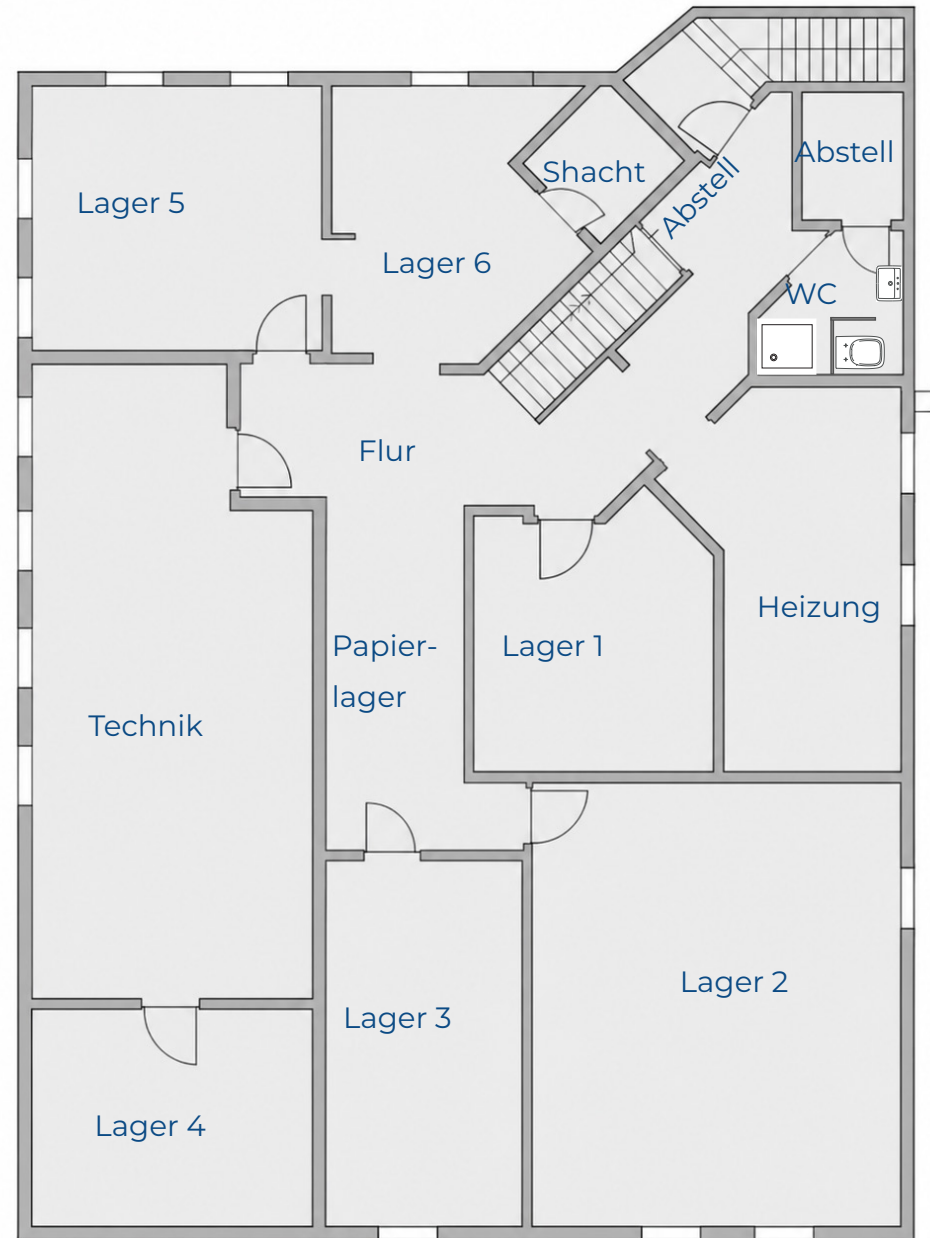 Abstell
Shacht
Abstell
Lager 5
Lager 6
WC
Flur
Heizung
Papier-
lager
Lager 1
Technik
Lager 2
Lager 3
Lager 4